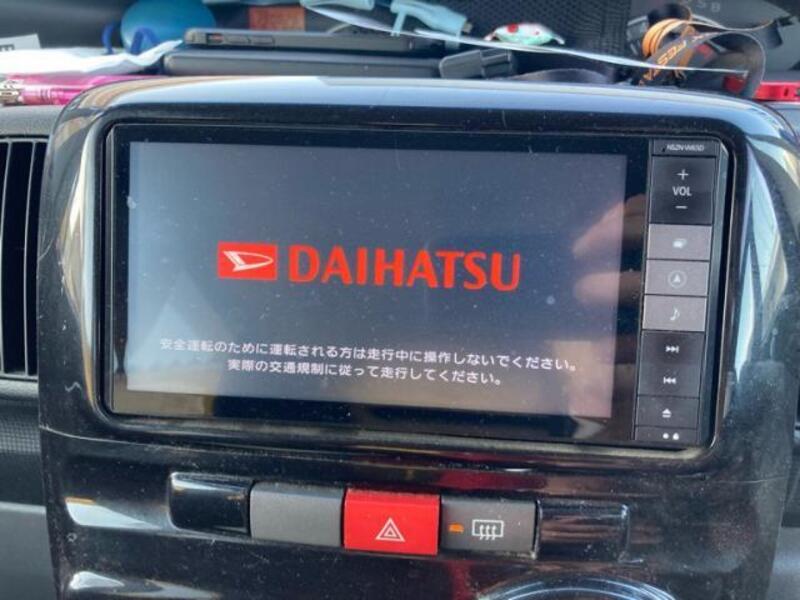 NSZN-W65D
+
VOL
−
DAIHATSU
安全運転のために運転される方は走行中に操作しないでください。
実際の交通規制に従って走行してください。